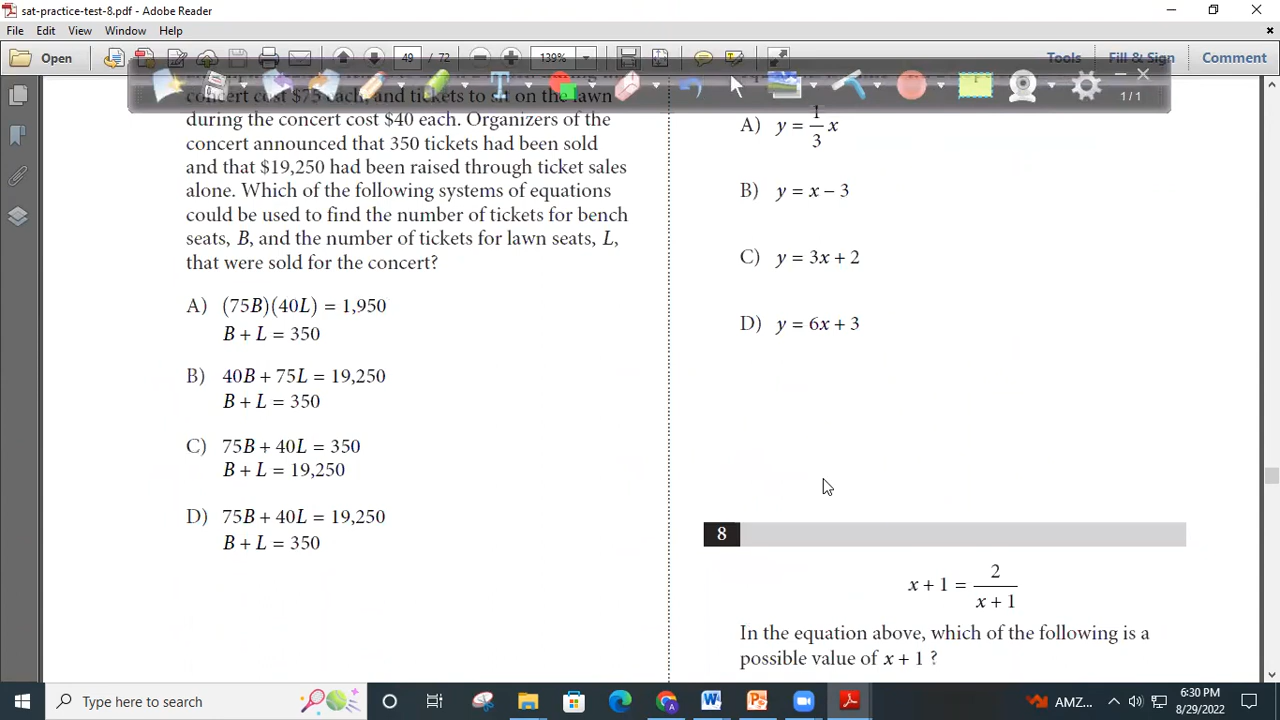 sat-practice-test-8.pdf - Adobe Reader
File Edit View Window Help
Open
49 / 72
139%
Tools
Fill & Sign
Comment
1/1
concert cost $75 each, and tickets to sit on the lawn
during the concert cost $40 each. Organizers of the
concert announced that 350 tickets had been sold
and that $19,250 had been raised through ticket sales
alone. Which of the following systems of equations
could be used to find the number of tickets for bench
seats, B, and the number of tickets for lawn seats, L,
that were sold for the concert?
A) (75B)(40L) = 1,950
B + L = 350
B) 40B + 75L = 19,250
B + L = 350
C) 75B + 40L = 350
B + L = 19,250
D) 75B + 40L = 19,250
B + L = 350
A) y = 1/3 x
B) y = x − 3
C) y = 3x + 2
D) y = 6x + 3
8
x + 1 = 2/(x + 1)
In the equation above, which of the following is a
possible value of x + 1 ?
Type here to search
AMZ...
6:30 PM
8/29/2022